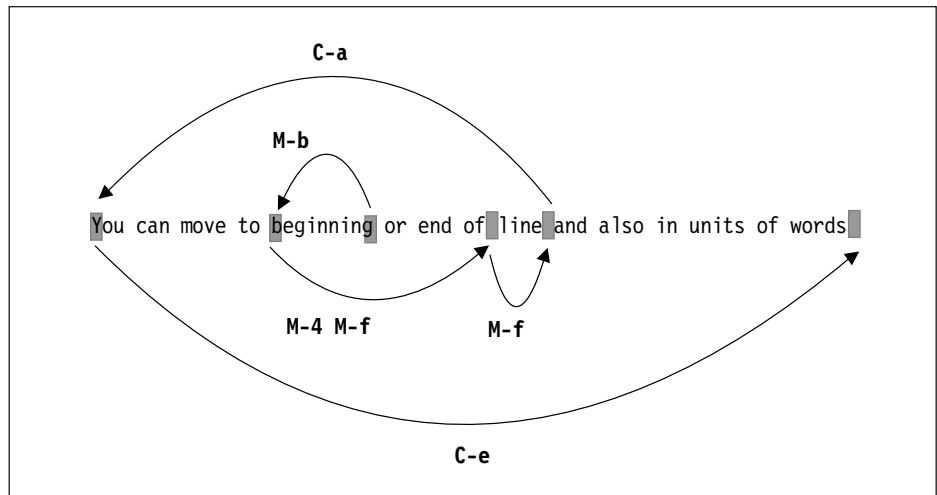 C-a
M-b
You can move to beginning or end of line and also in units of words
M-4 M-f
M-f
C-e